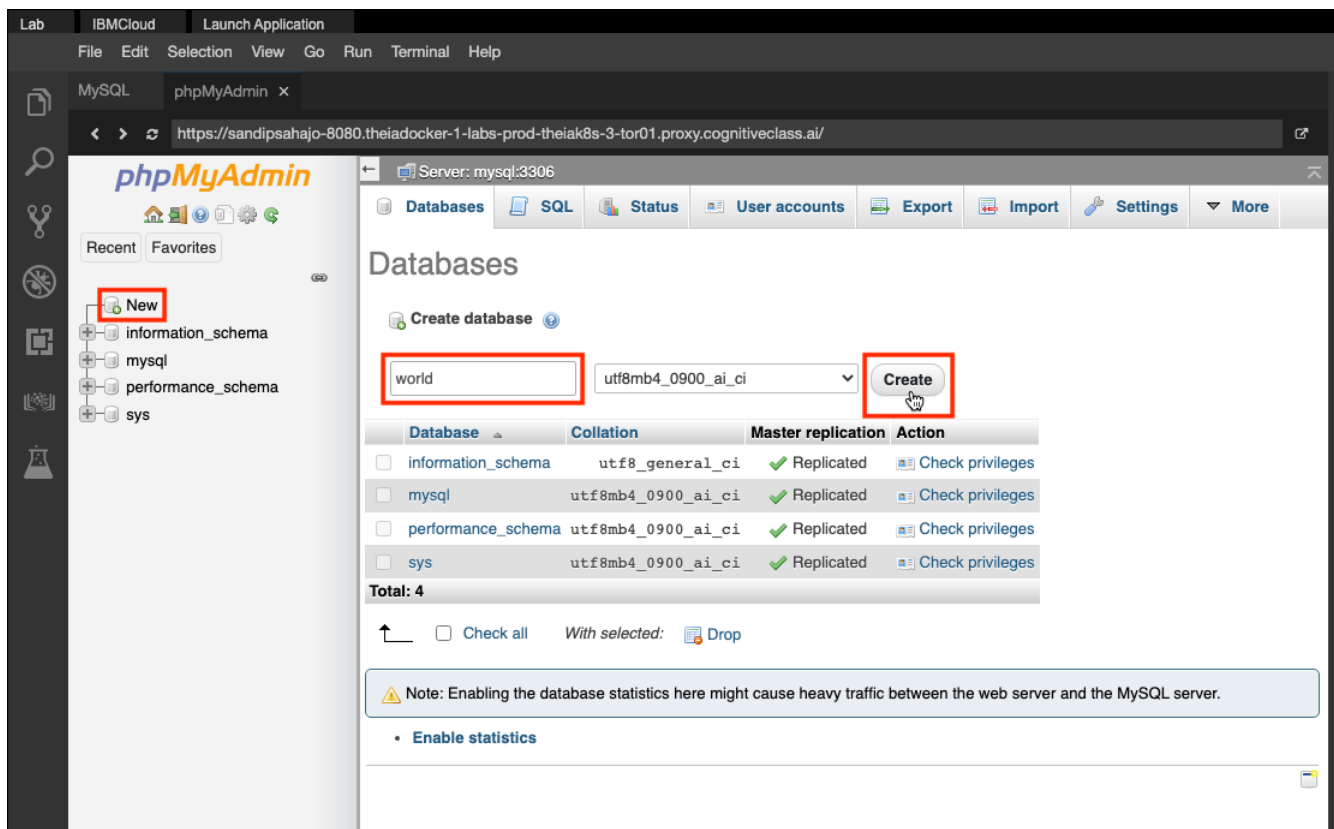 Lab IBMCloud Launch Application
File Edit Selection View Go Run Terminal Help
MySQL phpMyAdmin ×
https://sandipsahajo-8080.theiadocker-1-labs-prod-theiak8s-3-tor01.proxy.cognitiveclass.ai/
phpMyAdmin
Recent Favorites
New
information_schema
mysql
performance_schema
sys
Server: mysql:3306
Databases SQL Status User accounts Export Import Settings More
Databases
Create database
world utf8mb4_0900_ai_ci Create
Database Collation Master replication Action
information_schema utf8_general_ci Replicated Check privileges
mysql utf8mb4_0900_ai_ci Replicated Check privileges
performance_schema utf8mb4_0900_ai_ci Replicated Check privileges
sys utf8mb4_0900_ai_ci Replicated Check privileges
Total: 4
Check all With selected: Drop
Note: Enabling the database statistics here might cause heavy traffic between the web server and the MySQL server.
• Enable statistics